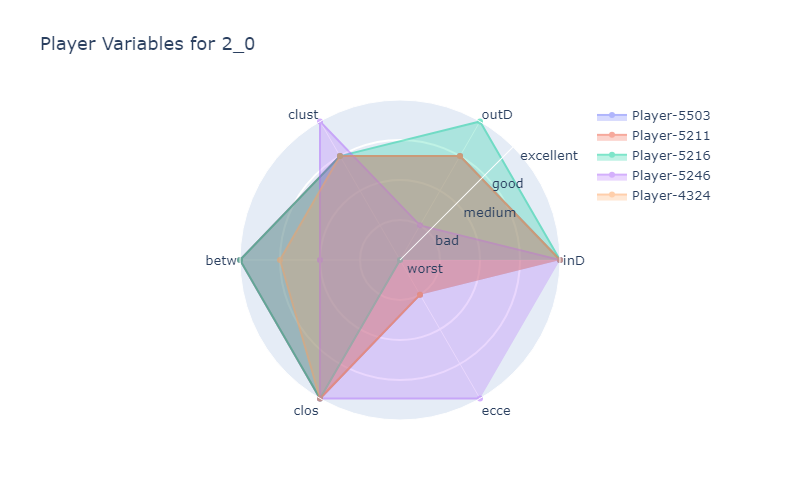 Player Variables for 2_0
clust
outD
Player-5503
Player-5211
Player-5216
Player-5246
Player-4324
excellent
good
medium
bad
worst
betw
inD
clos
ecce